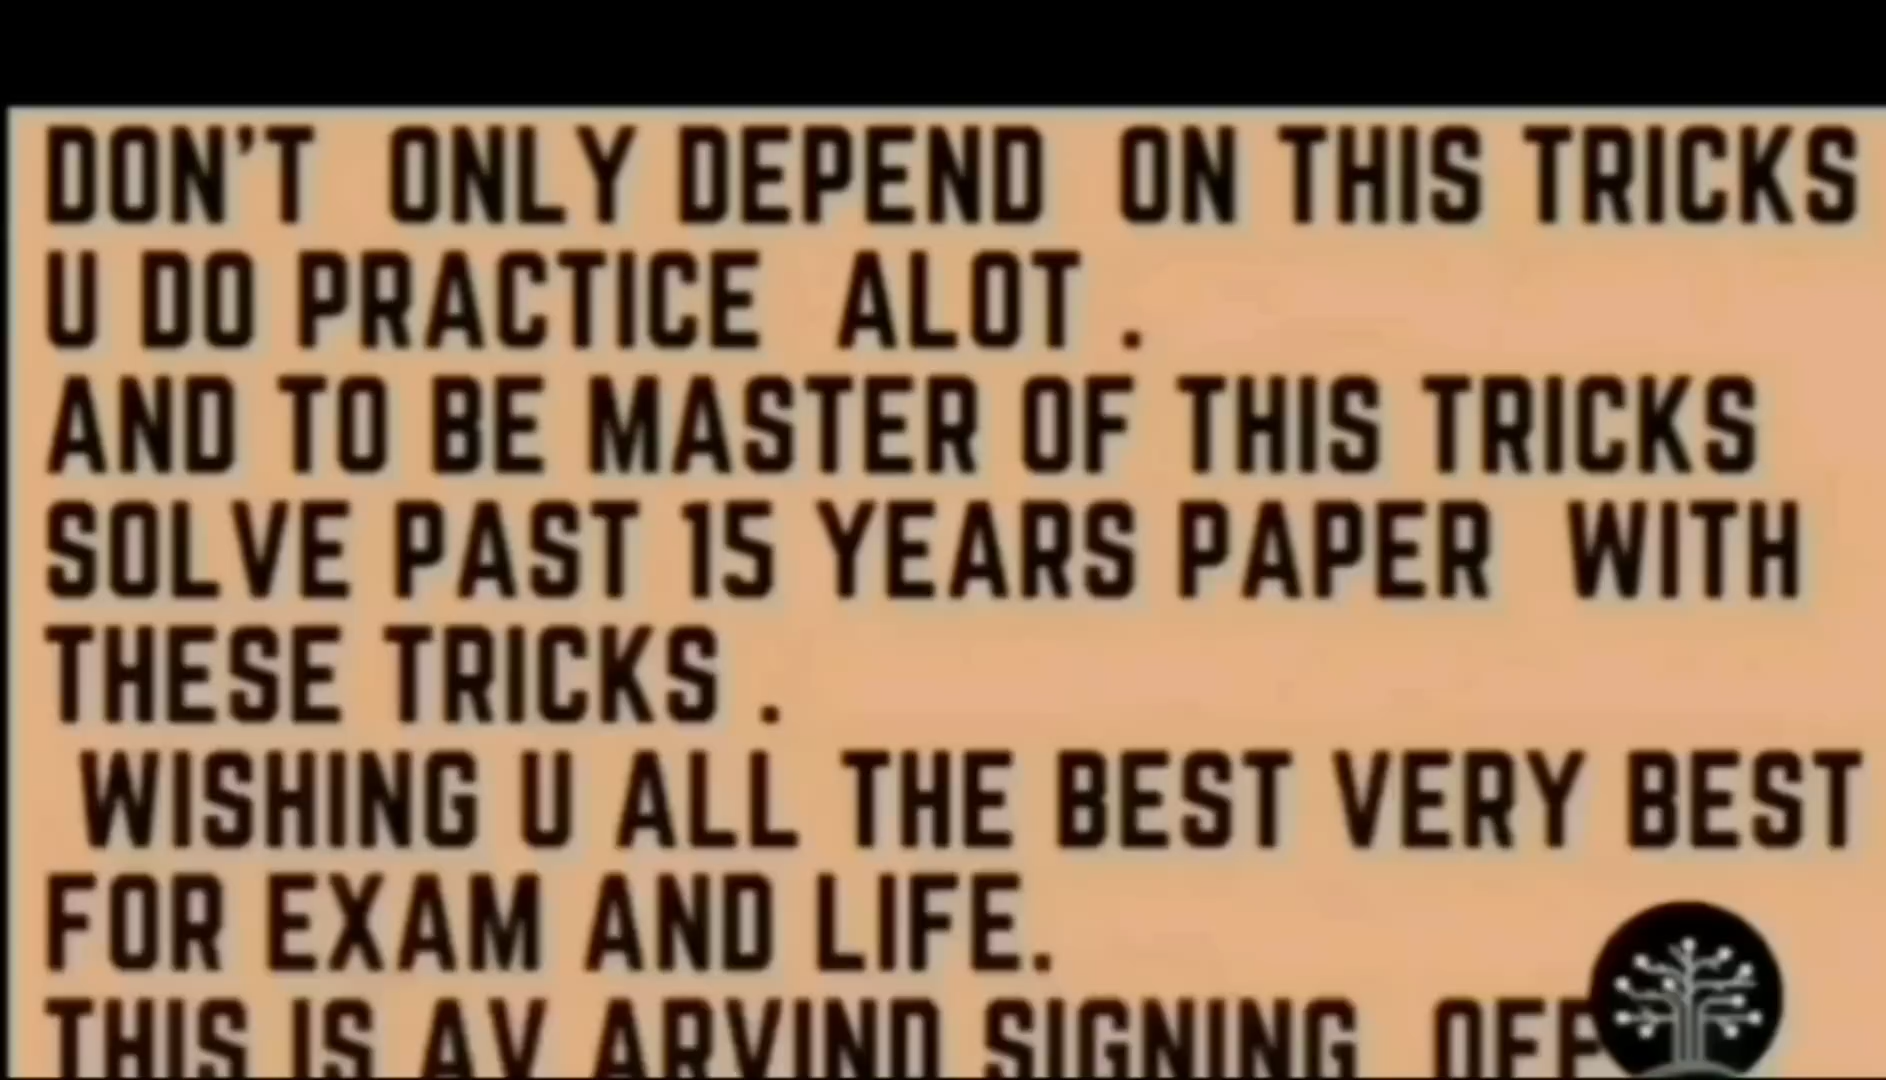 DON'T ONLY DEPEND ON THIS TRICKS
U DO PRACTICE ALOT .
AND TO BE MASTER OF THIS TRICKS
SOLVE PAST 15 YEARS PAPER WITH
THESE TRICKS .
WISHING U ALL THE BEST VERY BEST
FOR EXAM AND LIFE.
THIS IS AV ARVIND SIGNING OFF